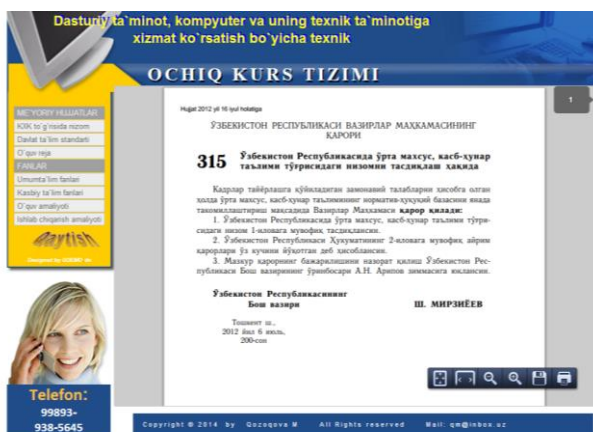 Dasturiy ta`minot, kompyuter va uning texnik ta`minotiga
xizmat ko`rsatish bo`yicha texnik
OCHIQ KURS TIZIMI
ME'YORIY HUJJATLAR
KXK to`g`risida nizom
Davlat ta`lim standarti
O`quv reja
FANLAR
Umumta`lim fanlari
Kasbiy ta`lim fanlari
O`quv amaliyoti
Ishlab chiqarish amaliyoti
Qaytish
Telefon:
99893-
938-5645
1
Hujjat 2012 yil 16 iyul holatiga
ЎЗБЕКИСТОН РЕСПУБЛИКАСИ ВАЗИРЛАР МАҲКАМАСИНИНГ
ҚАРОРИ
315 Ўзбекистон Республикасида ўрта махсус, касб-ҳунар
таълими тўғрисидаги низомни тасдиқлаш ҳақида
Кадрлар тайёрлашга қўйиладиган замонавий талабларни ҳисобга олган
ҳолда ўрта махсус, касб-ҳунар таълимининг норматив-ҳуқуқий базасини янада
такомиллаштириш мақсадида Вазирлар Маҳкамаси қарор қилади:
1. Ўзбекистон Республикасида ўрта махсус, касб-ҳунар таълими тўғри-
сидаги низом 1-иловага мувофиқ тасдиқлансин.
2. Ўзбекистон Республикаси Ҳукуматининг 2-иловага мувофиқ айрим
қарорлари ўз кучини йўқотган деб ҳисоблансин.
3. Мазкур қарорнинг бажарилишини назорат қилиш Ўзбекистон Рес-
публикаси Бош вазирининг ўринбосари А.Н. Арипов зиммасига юклансин.
Ўзбекистон Республикасининг
Бош вазири Ш. МИРЗИЁЕВ
Тошкент ш.,
2012 йил 6 июль,
200-сон
Copyright © 2014 by Gozoqova M All Rights reserved Mail: qm@inbox.uz